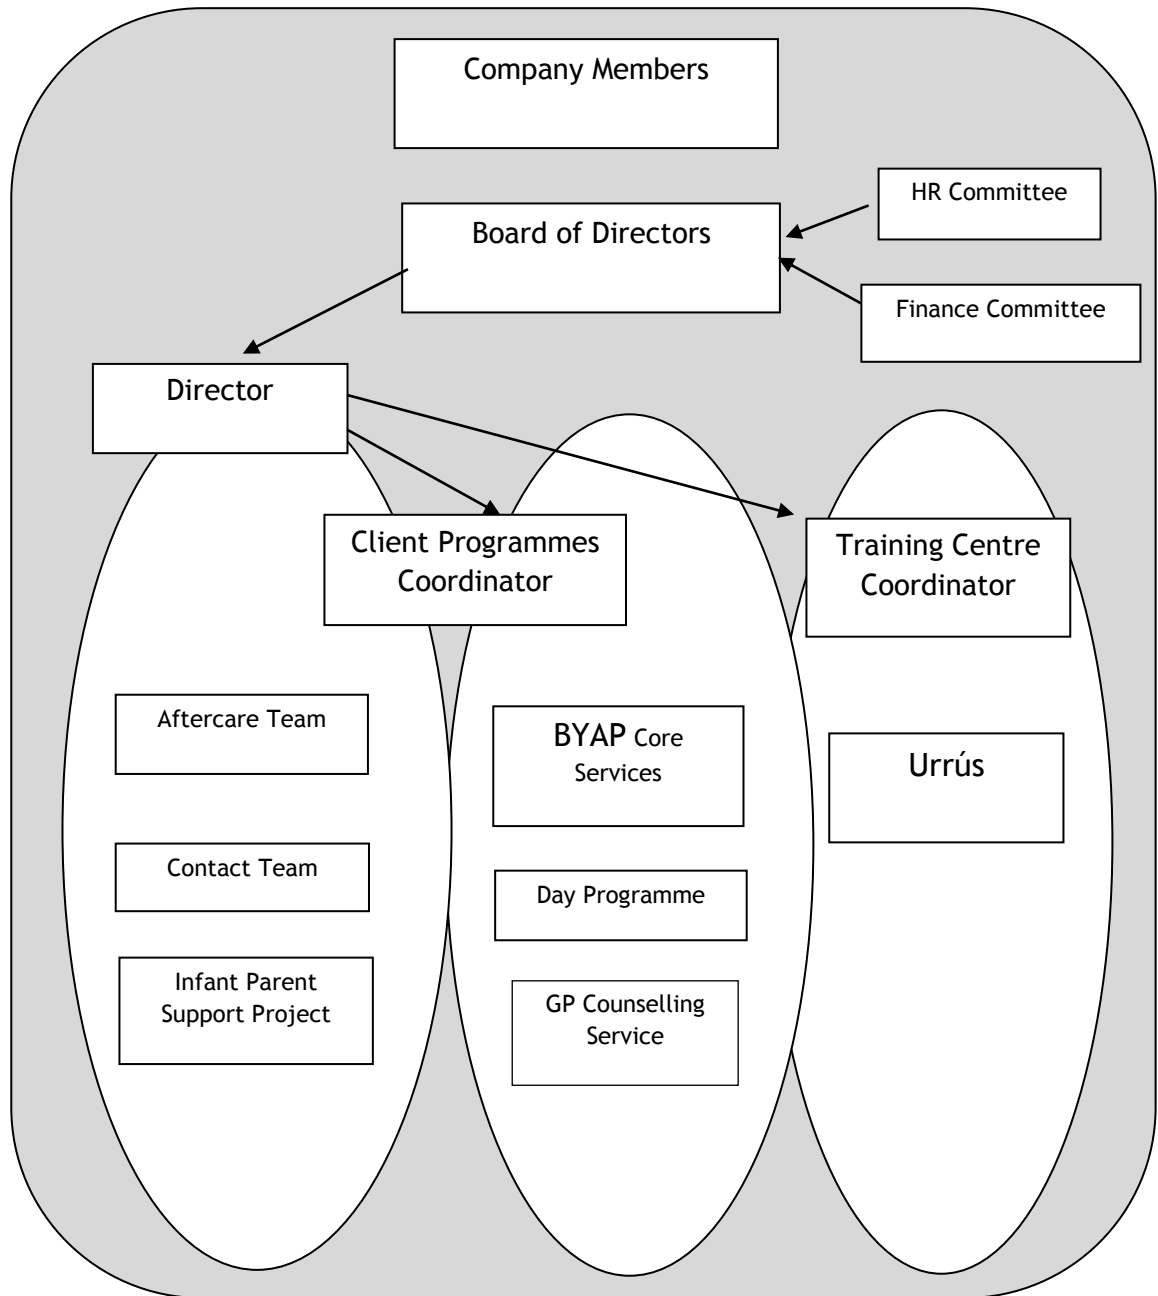 Company Members
HR Committee
Board of Directors
Finance Committee
Director
Client Programmes
Coordinator
Training Centre
Coordinator
Aftercare Team
BYAP Core
Services
Urrús
Contact Team
Day Programme
Infant Parent
Support Project
GP Counselling
Service